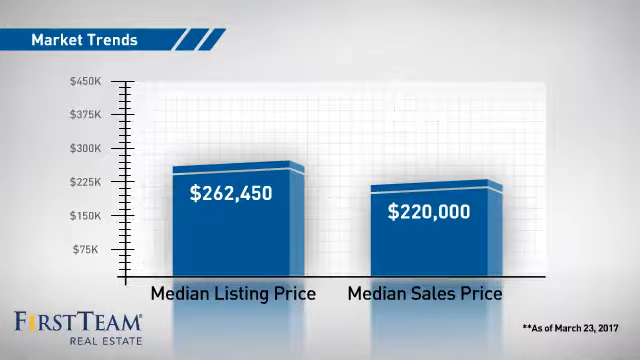 Market Trends
$450K
$375K
$300K
$225K
$150K
$75K
$262,450
$220,000
Median Listing Price
Median Sales Price
FIRST TEAM®
REAL ESTATE
**As of March 23, 2017